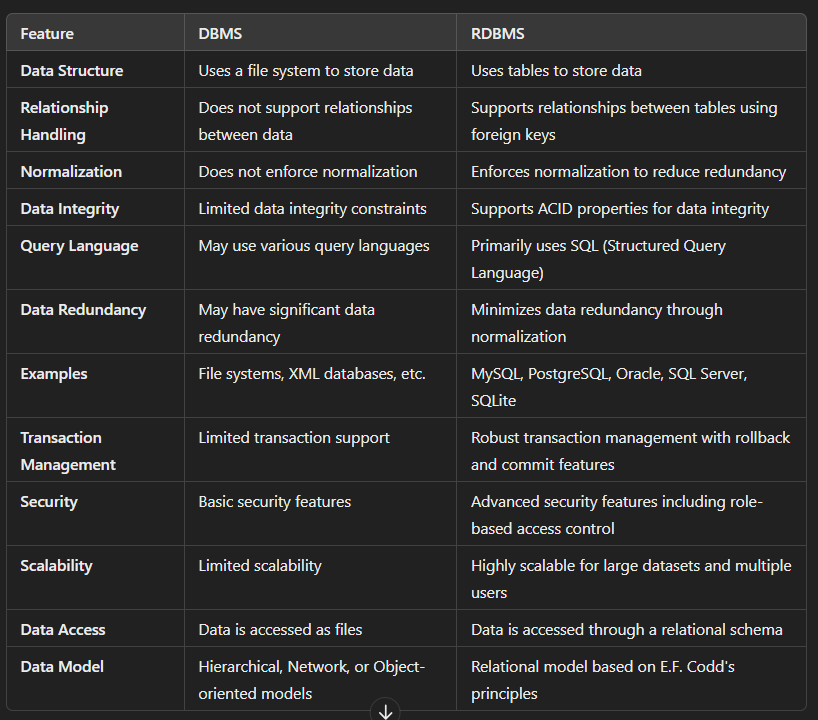 Feature DBMS RDBMS
Data Structure Uses a file system to store data Uses tables to store data
Relationship Does not support relationships Supports relationships between tables using
Handling between data foreign keys
Normalization Does not enforce normalization Enforces normalization to reduce redundancy
Data Integrity Limited data integrity constraints Supports ACID properties for data integrity
Query Language May use various query languages Primarily uses SQL (Structured Query
Language)
Data Redundancy May have significant data Minimizes data redundancy through
redundancy normalization
Examples File systems, XML databases, etc. MySQL, PostgreSQL, Oracle, SQL Server,
SQLite
Transaction Limited transaction support Robust transaction management with rollback
Management and commit features
Security Basic security features Advanced security features including role-
based access control
Scalability Limited scalability Highly scalable for large datasets and multiple
users
Data Access Data is accessed as files Data is accessed through a relational schema
Data Model Hierarchical, Network, or Object- Relational model based on E.F. Codd's
oriented models principles